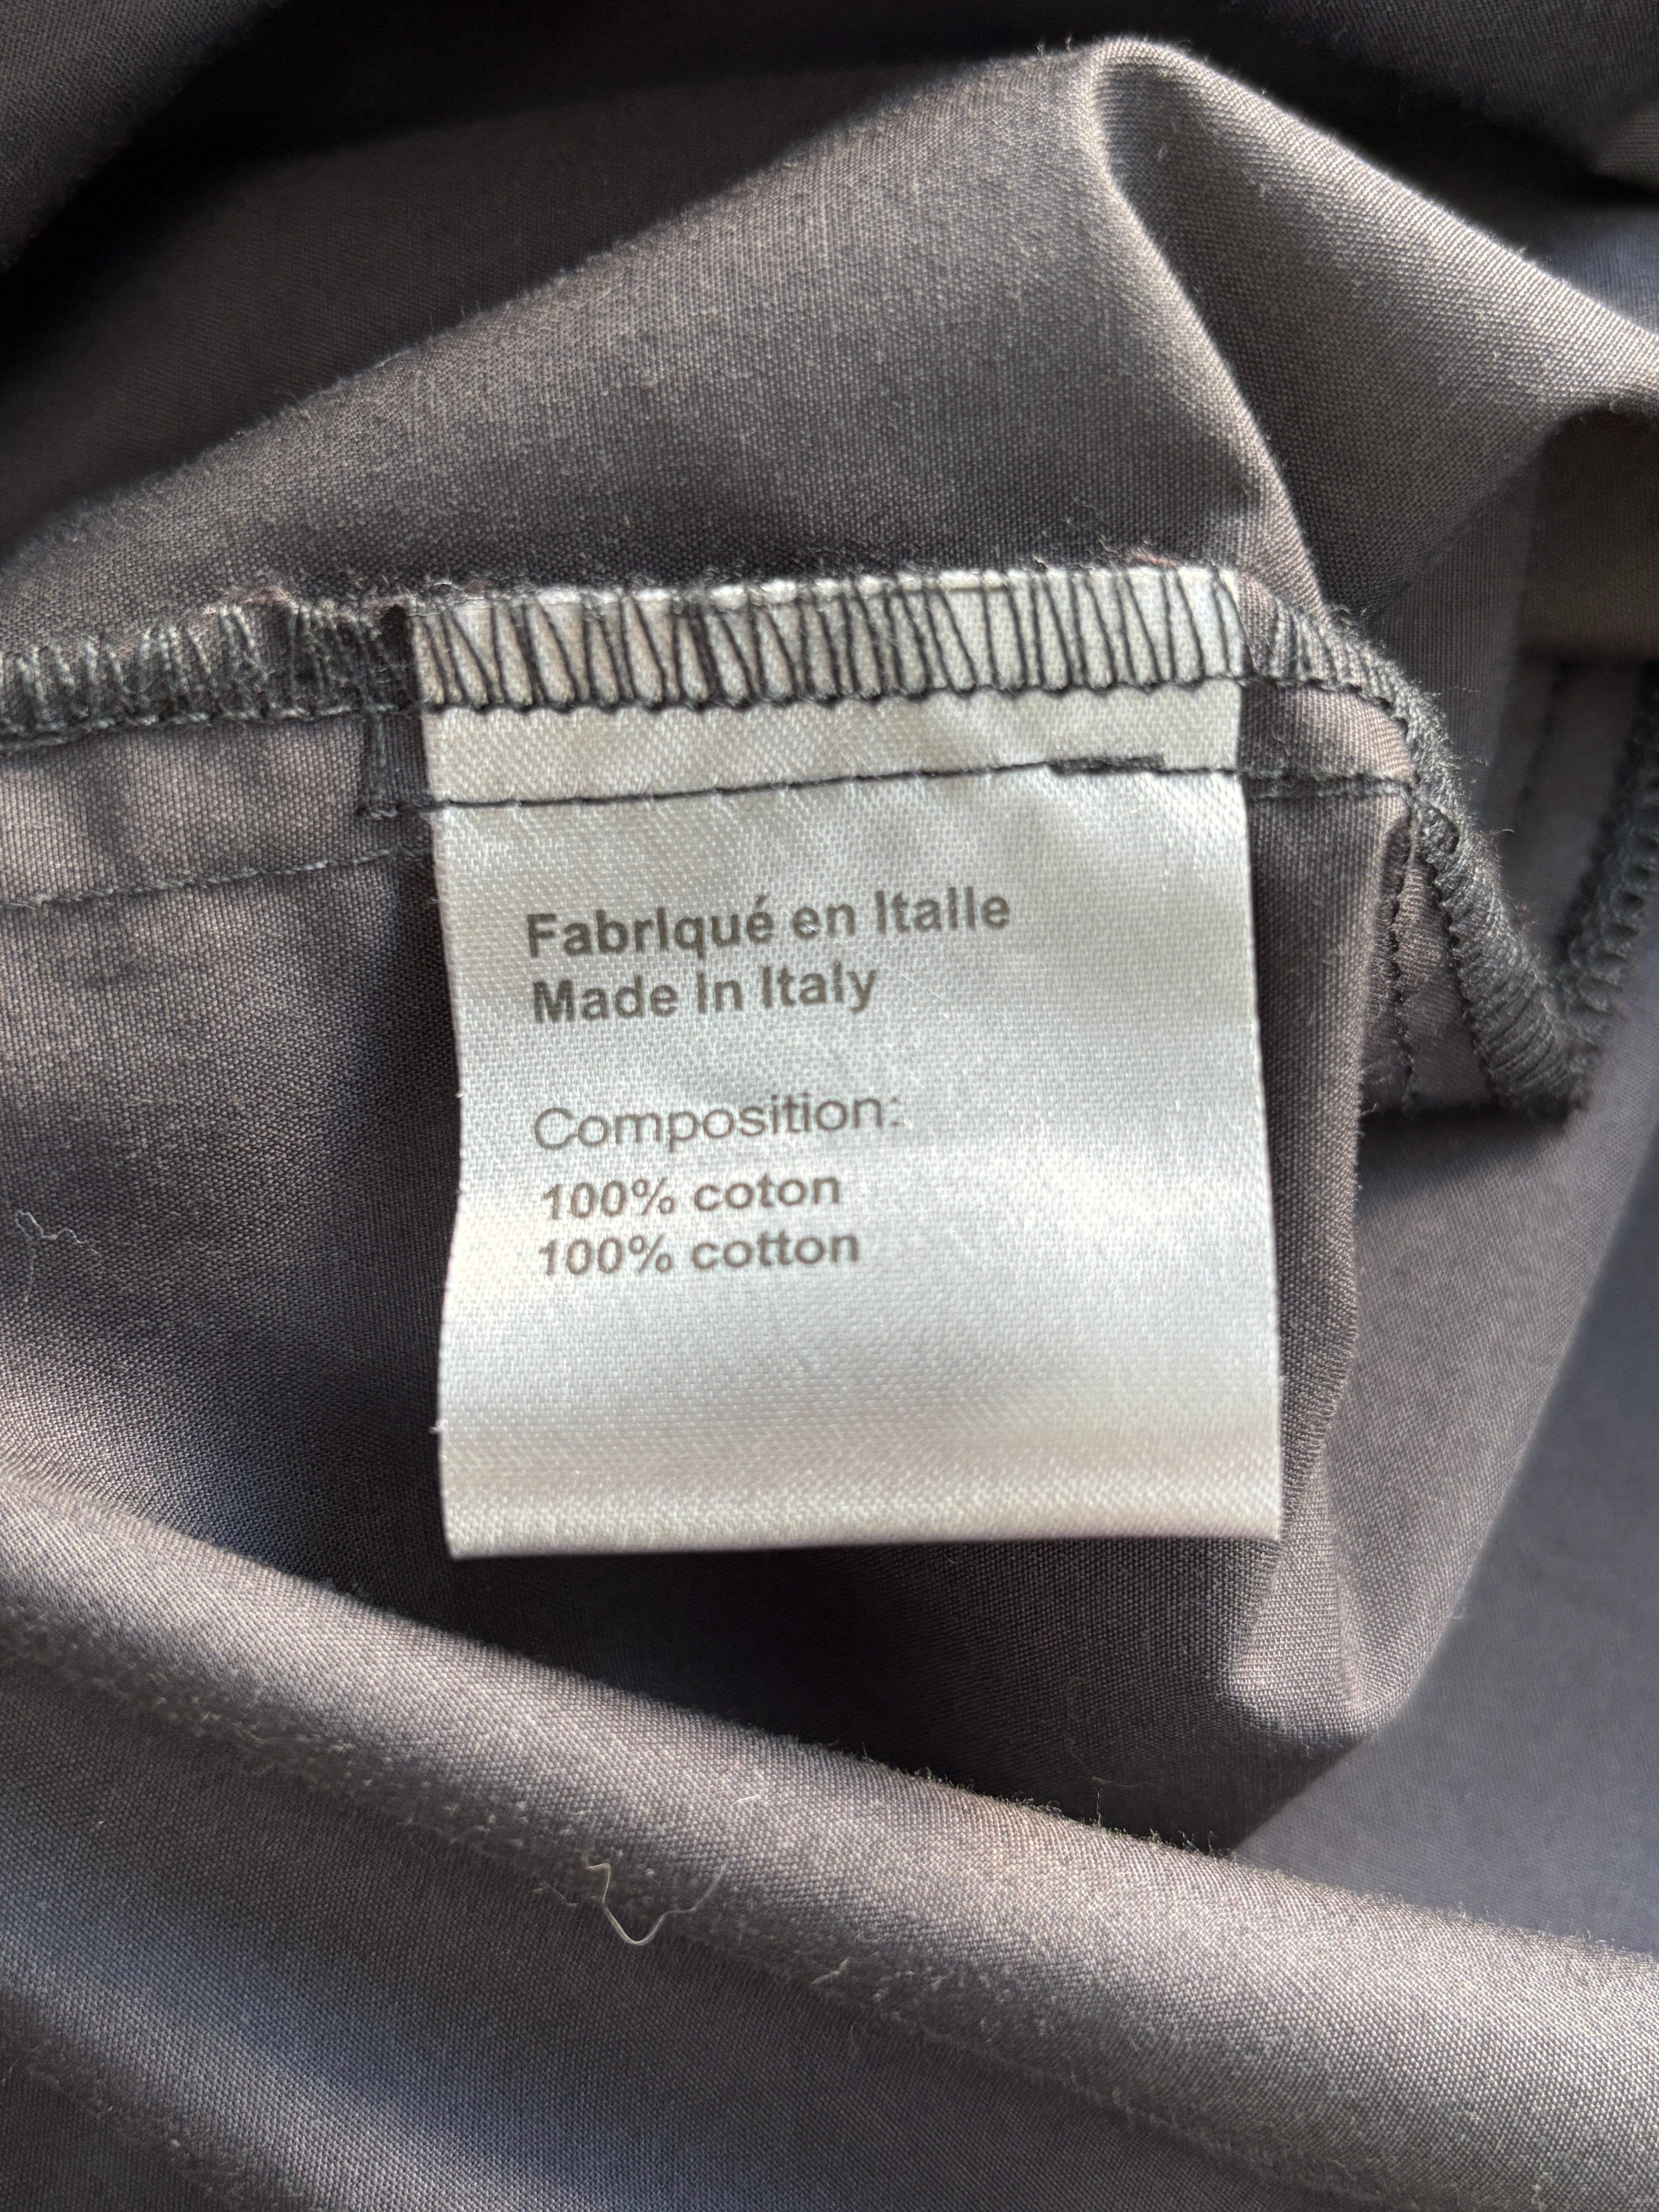 Fabriqué en Italie
Made in Italy
Composition:
100% coton
100% cotton